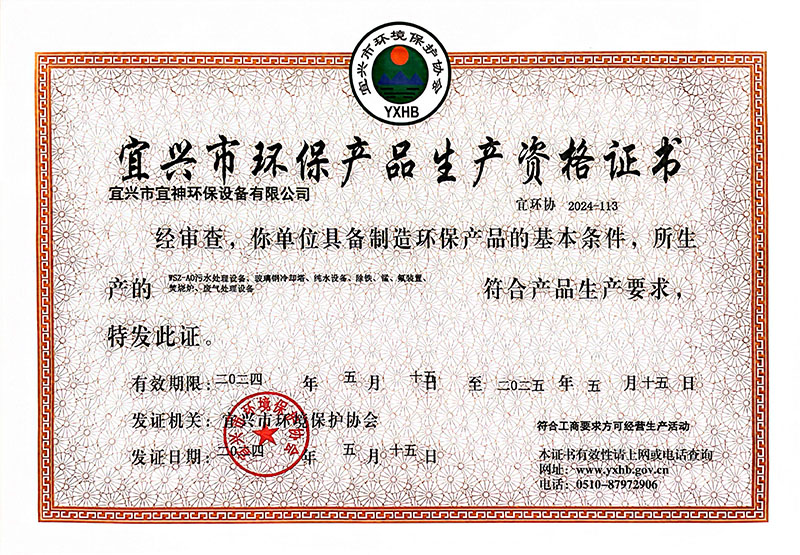 宜兴市环境保护协会
YXHB
宜兴市环保产品生产资格证书
宜兴市宜神环保设备有限公司
宜环协 2024-113
经审查，你单位具备制造环保产品的基本条件，所生
产的 WSZ-AO污水处理设备、玻璃钢冷却塔、纯水设备、除铁、锰、氟装置、
焚烧炉、废气处理设备 符合产品生产要求，
特发此证。
有效期限：二〇二四 年 五 月 十五 日 至 二〇二五 年 五 月 十五 日
发证机关：宜兴市环境保护协会
发证日期：二〇二四 年 五 月 十五 日
宜兴市环境保护协会
符合工商要求方可经营生产活动
本证书有效性请上网或电话查询
网址：www.yxhb.gov.cn
电话：0510-87972906